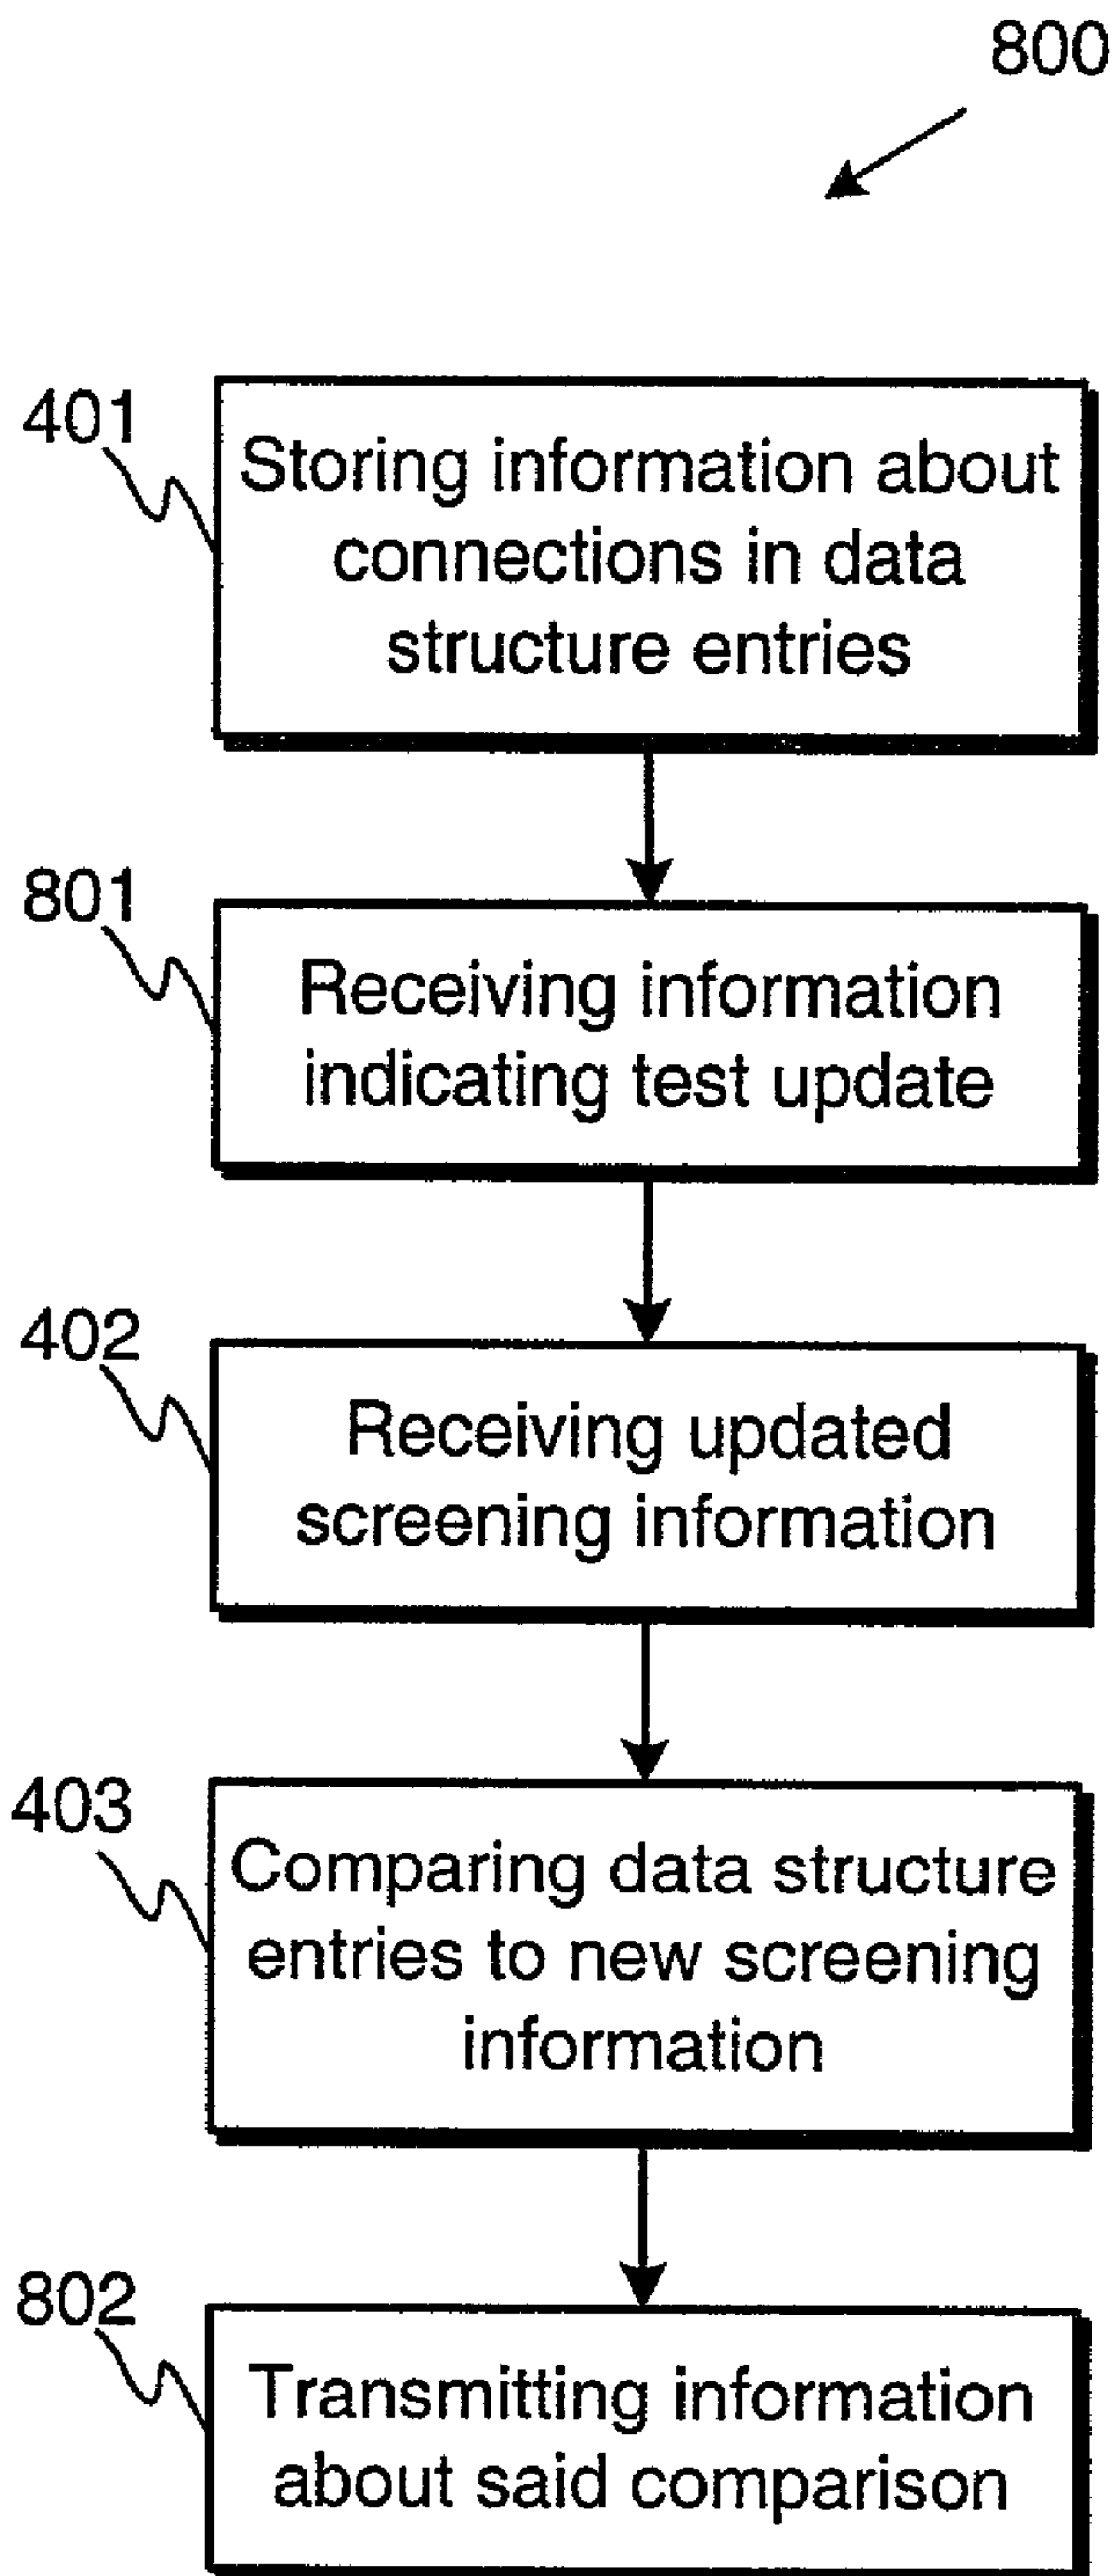 800
401
Storing information about
connections in data
structure entries
801
Receiving information
indicating test update
402
Receiving updated
screening information
403
Comparing data structure
entries to new screening
information
802
Transmitting information
about said comparison